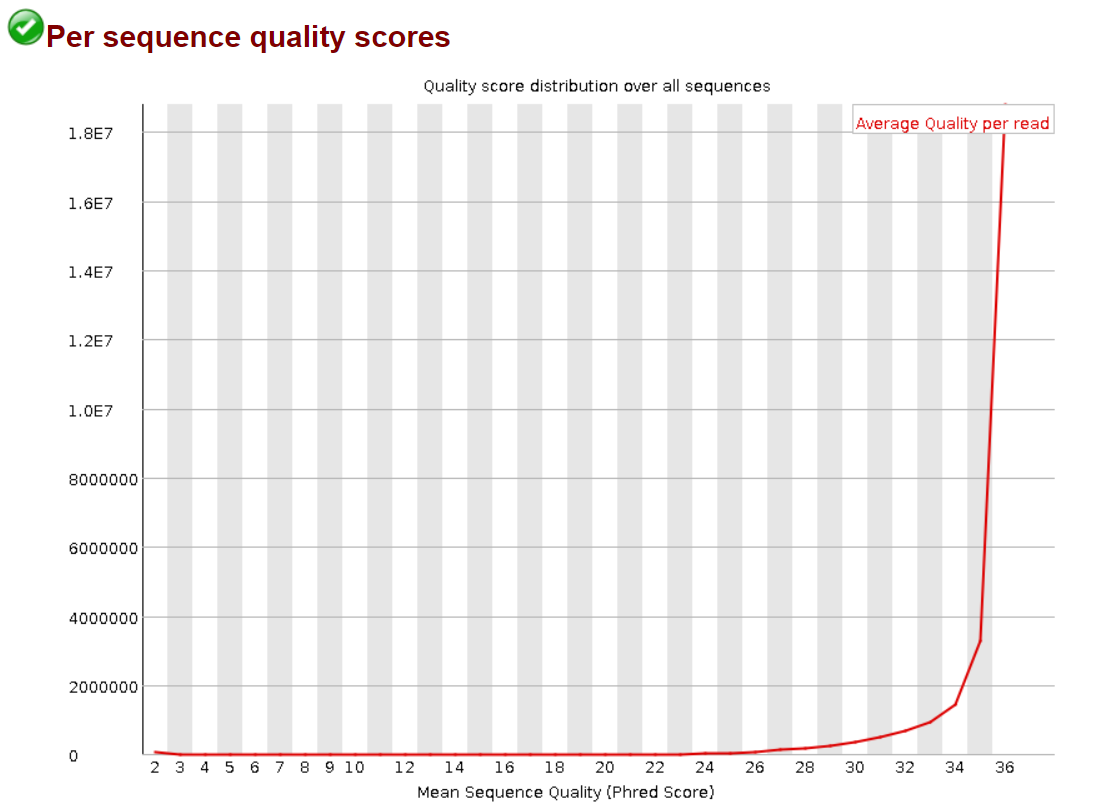 Per sequence quality scores
Quality score distribution over all sequences
Average Quality per read
1.8E7
1.6E7
1.4E7
1.2E7
1.0E7
8000000
6000000
4000000
2000000
0
2 3 4 5 6 7 8 9 10 12 14 16 18 20 22 24 26 28 30 32 34 36
Mean Sequence Quality (Phred Score)